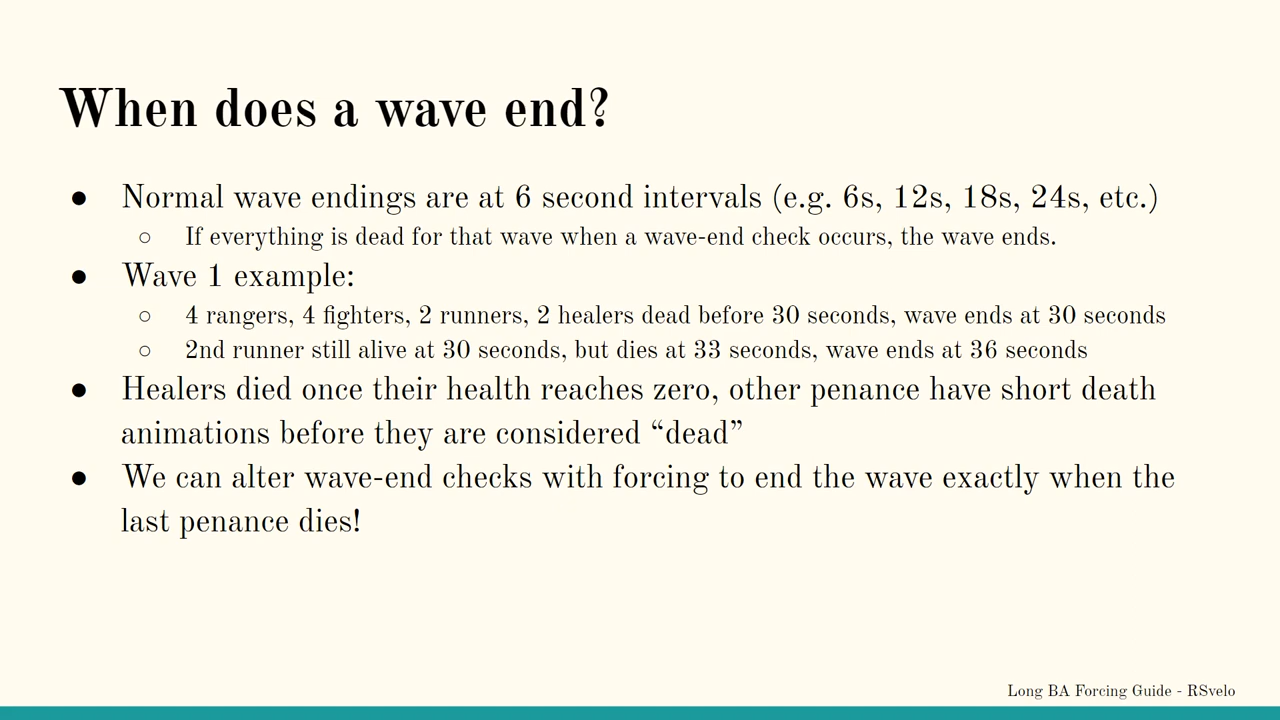 When does a wave end?
● Normal wave endings are at 6 second intervals (e.g. 6s, 12s, 18s, 24s, etc.)
○ If everything is dead for that wave when a wave-end check occurs, the wave ends.
● Wave 1 example:
○ 4 rangers, 4 fighters, 2 runners, 2 healers dead before 30 seconds, wave ends at 30 seconds
○ 2nd runner still alive at 30 seconds, but dies at 33 seconds, wave ends at 36 seconds
● Healers died once their health reaches zero, other penance have short death
animations before they are considered “dead”
● We can alter wave-end checks with forcing to end the wave exactly when the
last penance dies!
Long BA Forcing Guide - RSvelo